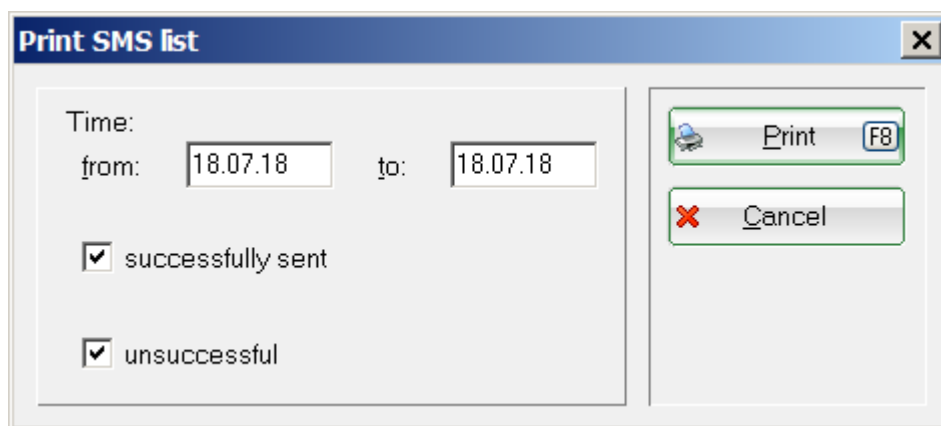 Print SMS list
Time:
from: 18.07.18 to: 18.07.18
successfully sent
unsuccessful
Print F8
Cancel